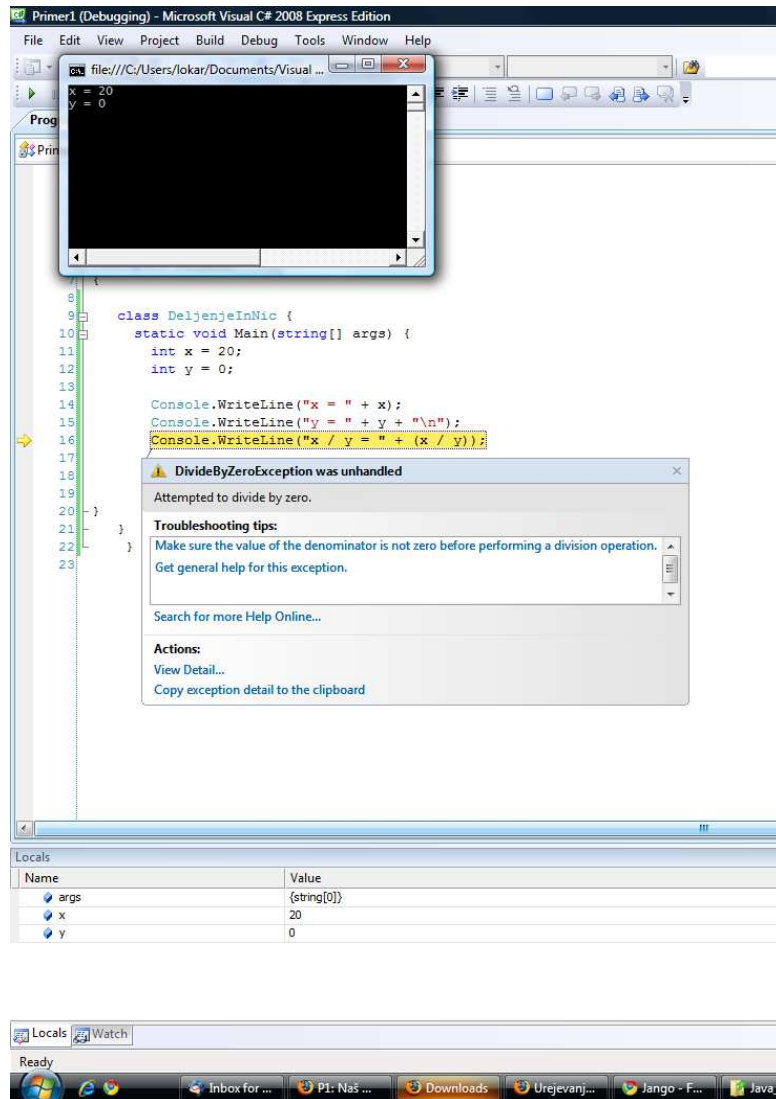 Primer1 (Debugging) - Microsoft Visual C# 2008 Express Edition
File Edit View Project Build Debug Tools Window Help
file:///C:/Users/lokar/Documents/Visual ...
x = 20
y = 0
Prog
Prin
7 {
8
9 class DeljenjeInNic {
10 static void Main(string[] args) {
11 int x = 20;
12 int y = 0;
13
14 Console.WriteLine("x = " + x);
15 Console.WriteLine("y = " + y + "\n");
16 Console.WriteLine("x / y = " + (x / y));
17
18
19
20 }
21 }
22 }
23
DivideByZeroException was unhandled
Attempted to divide by zero.
Troubleshooting tips:
Make sure the value of the denominator is not zero before performing a division operation.
Get general help for this exception.
Search for more Help Online...
Actions:
View Detail...
Copy exception detail to the clipboard
Locals
Name Value
args {string[0]}
x 20
y 0
Locals Watch
Ready
Inbox for ... P1: Naš ... Downloads Urejevanj... Jango - F... Java